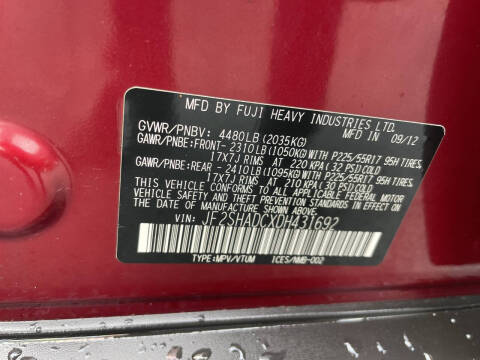 MFD BY FUJI HEAVY INDUSTRIES LTD.
GVWR/PNBV: 4480LB (2035KG) MFD IN 09/12
GAWR/PNBE:FRONT- 2310LB (1050KG) WITH P225/55R17 95H TIRES,
17X7J RIMS AT 220 KPA ( 32 PSI) COLD
GAWR/PNBE:REAR - 2410LB (1095KG) WITH P225/55R17 95H TIRES,
17X7J RIMS AT 210 KPA ( 30 PSI) COLD
THIS VEHICLE CONFORMS TO ALL APPLICABLE FEDERAL MOTOR
VEHICLE SAFETY AND BUMPER STANDARDS IN EFFECT ON
THE DATE OF MANUFACTURE SHOWN ABOVE.
VIN: JF2SHADCXDH431692
TYPE:MPV/VTUM ICES/NMB-002